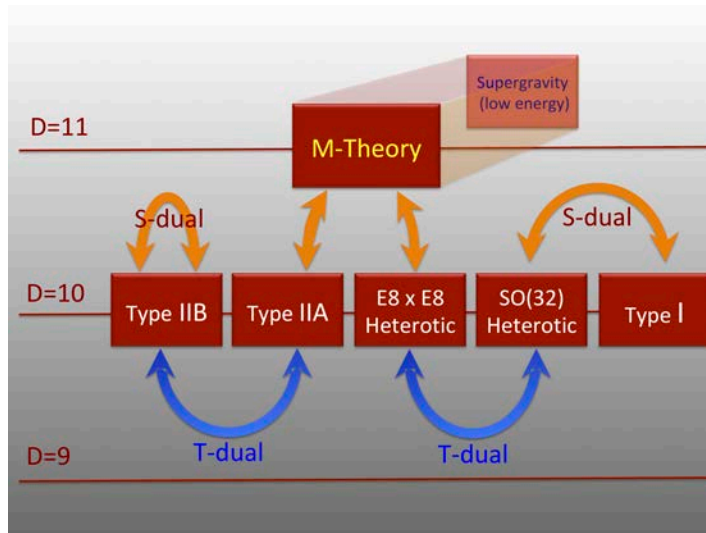 Supergravity
(low energy)
D=11
M-Theory
S-dual
S-dual
D=10
Type IIB
Type IIA
E8 x E8
Heterotic
SO(32)
Heterotic
Type I
T-dual
T-dual
D=9